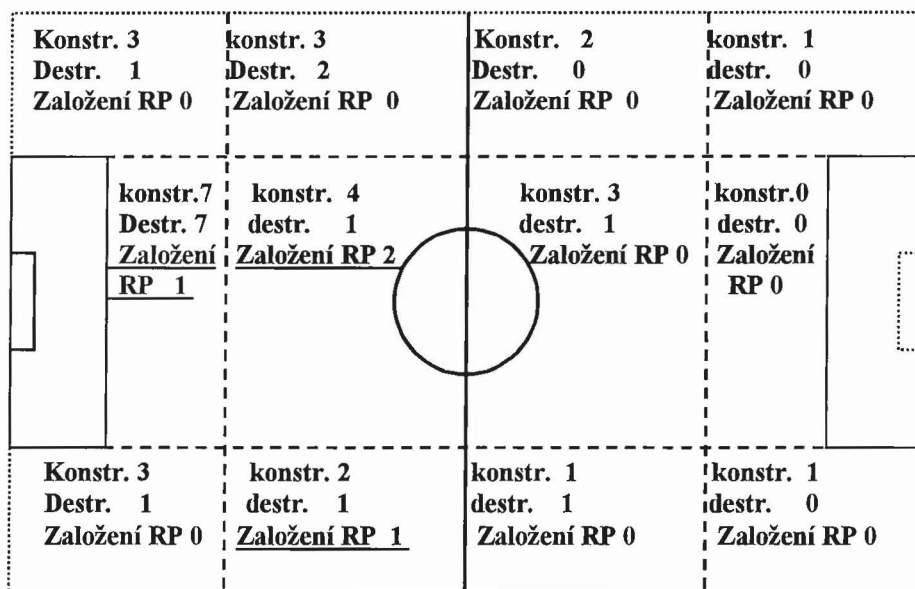 Konstr. 3
Destr. 1
Založení RP 0
konstr. 3
Destr. 2
Založení RP 0
Konstr. 2
Destr. 0
Založení RP 0
konstr. 1
destr. 0
Založení RP 0
konstr.7
Destr. 7
Založení
RP 1
konstr. 4
destr. 1
Založení RP 2
konstr. 3
destr. 1
Založení RP 0
konstr.0
destr. 0
Založení
RP 0
Konstr. 3
Destr. 1
Založení RP 0
konstr. 2
destr. 1
Založení RP 1
konstr. 1
destr. 1
Založení RP 0
konstr. 1
destr. 0
Založení RP 0